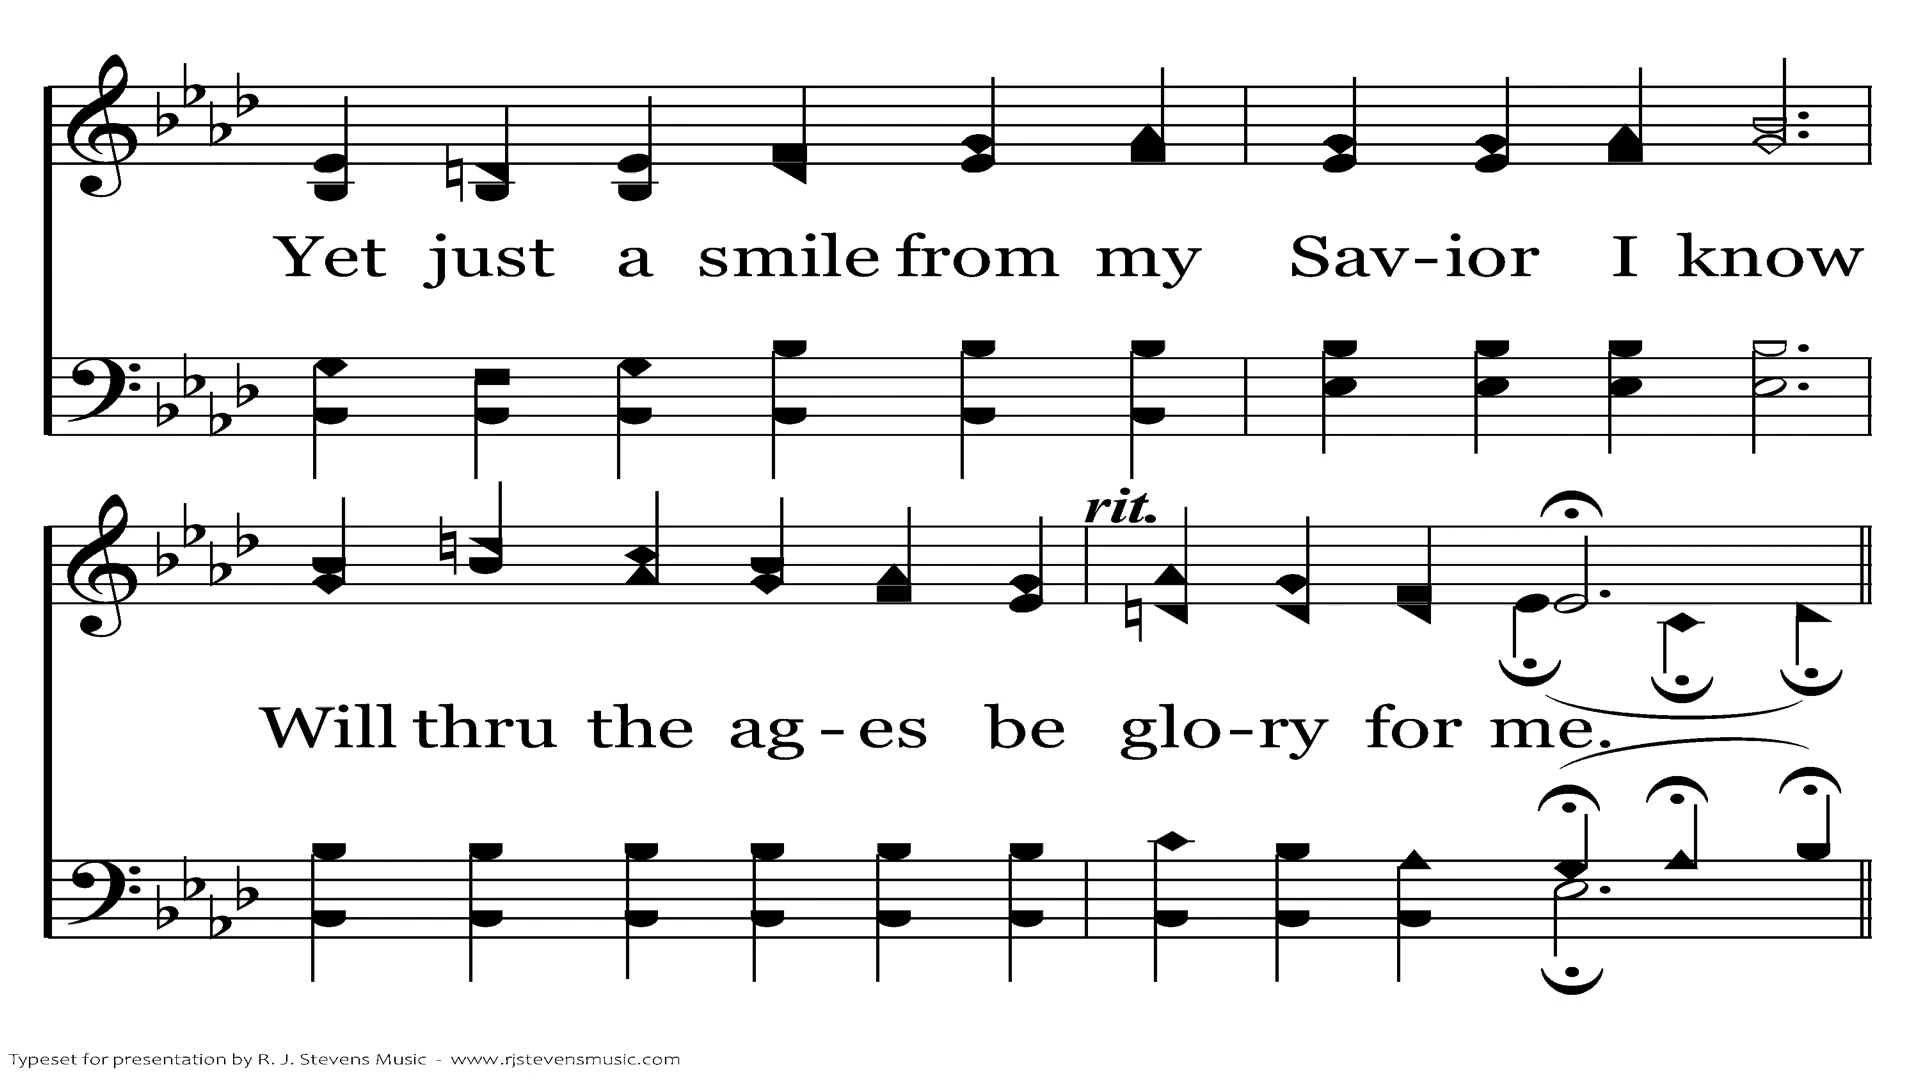 Yet just a smile from my Sav-ior I know
rit.
Will thru the ag-es be glo-ry for me.
Typeset for presentation by R. J. Stevens Music - www.rjstevensmusic.com